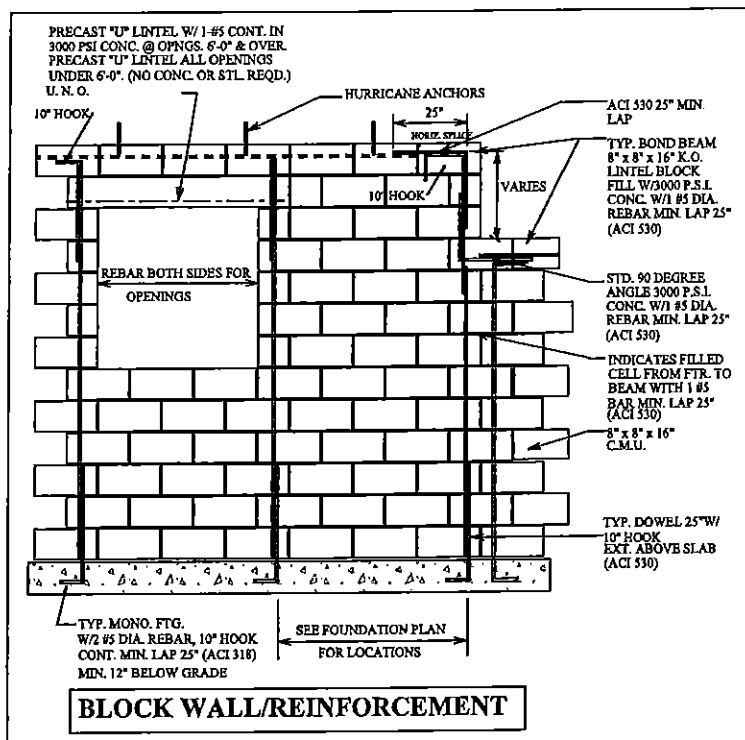 PRECAST "U" LINTEL W/ 1-#5 CONT. IN
3000 PSI CONC. @ OPNGS. 6'-0" & OVER.
PRECAST "U" LINTEL ALL OPENINGS
UNDER 6'-0". (NO CONC. OR STL. REQD.)
U. N. O.
10" HOOK
HURRICANE ANCHORS
25"
HORIZ. SPLICE
10" HOOK
VARIES
ACI 530 25" MIN.
LAP
TYP. BOND BEAM
8" x 8" x 16" K.O.
LINTEL BLOCK
FILL W/3000 P.S.I.
CONC. W/1 #5 DIA.
REBAR MIN. LAP 25"
(ACI 530)
REBAR BOTH SIDES FOR
OPENINGS
STD. 90 DEGREE
ANGLE 3000 P.S.I.
CONC. W/1 #5 DIA.
REBAR MIN. LAP 25"
(ACI 530)
INDICATES FILLED
CELL FROM FTR. TO
BEAM WITH 1 #5
BAR MIN. LAP 25"
(ACI 530)
8" x 8" x 16"
C.M.U.
TYP. DOWEL 25"W/
10" HOOK
EXT. ABOVE SLAB
(ACI 530)
TYP. MONO. FTG.
W/2 #5 DIA. REBAR, 10" HOOK
CONT. MIN. LAP 25" (ACI 318)
MIN. 12" BELOW GRADE
SEE FOUNDATION PLAN
FOR LOCATIONS
BLOCK WALL/REINFORCEMENT